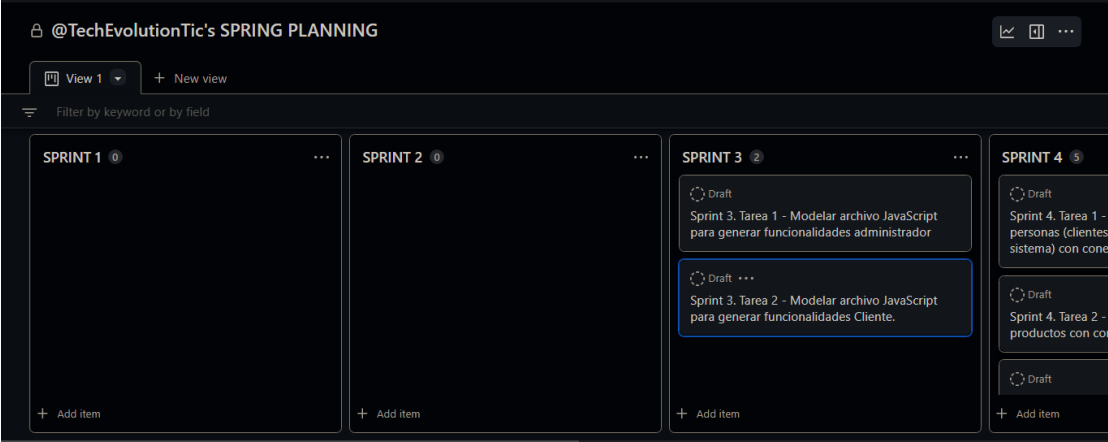 @TechEvolutionTic's SPRING PLANNING
View 1
New view
Filter by keyword or by field
SPRINT 1 0
Add item
SPRINT 2 0
Add item
SPRINT 3 2
Draft
Sprint 3. Tarea 1 - Modelar archivo JavaScript
para generar funcionalidades administrador
Draft
Sprint 3. Tarea 2 - Modelar archivo JavaScript
para generar funcionalidades Cliente.
Add item
SPRINT 4 5
Draft
Sprint 4. Tarea 1 -
personas (clientes
sistema) con cone
Draft
Sprint 4. Tarea 2 -
productos con co
Draft
Add item